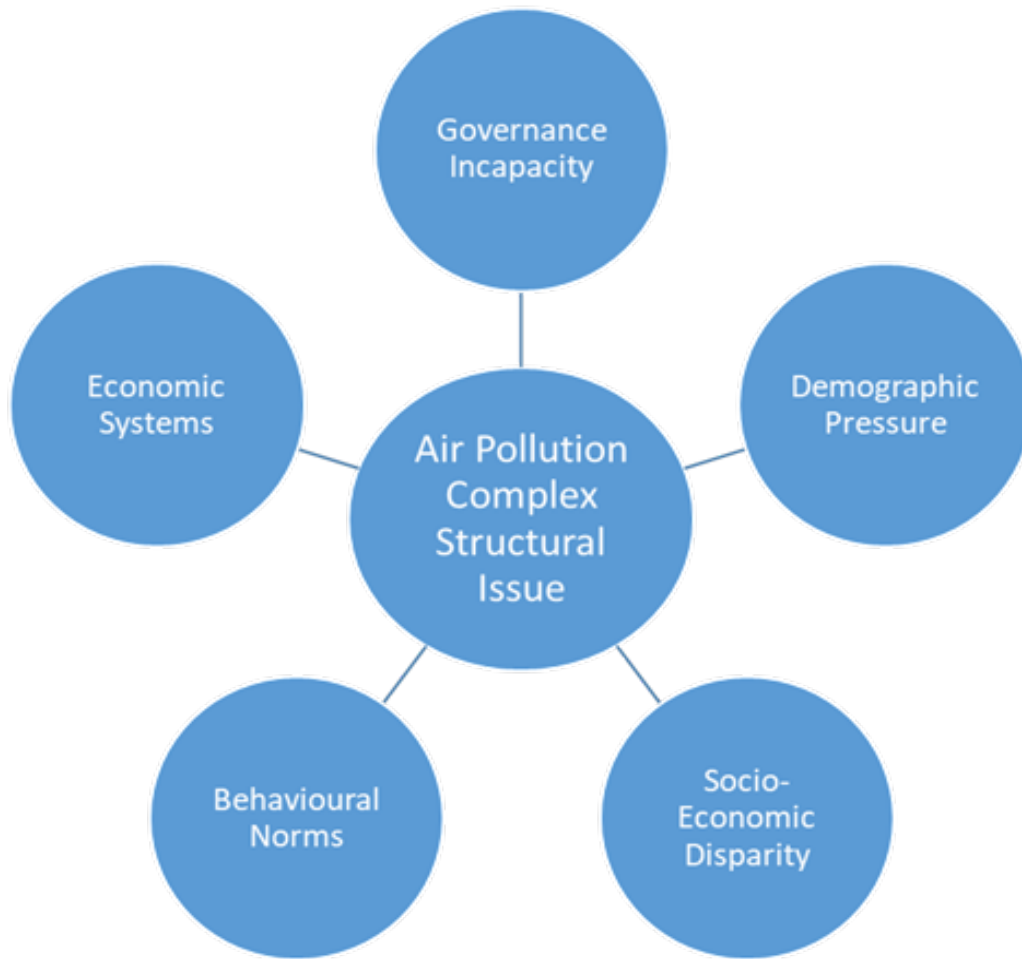 Governance
Incapacity
Economic
Systems
Demographic
Pressure
Air Pollution
Complex
Structural
Issue
Behavioural
Norms
Socio-
Economic
Disparity